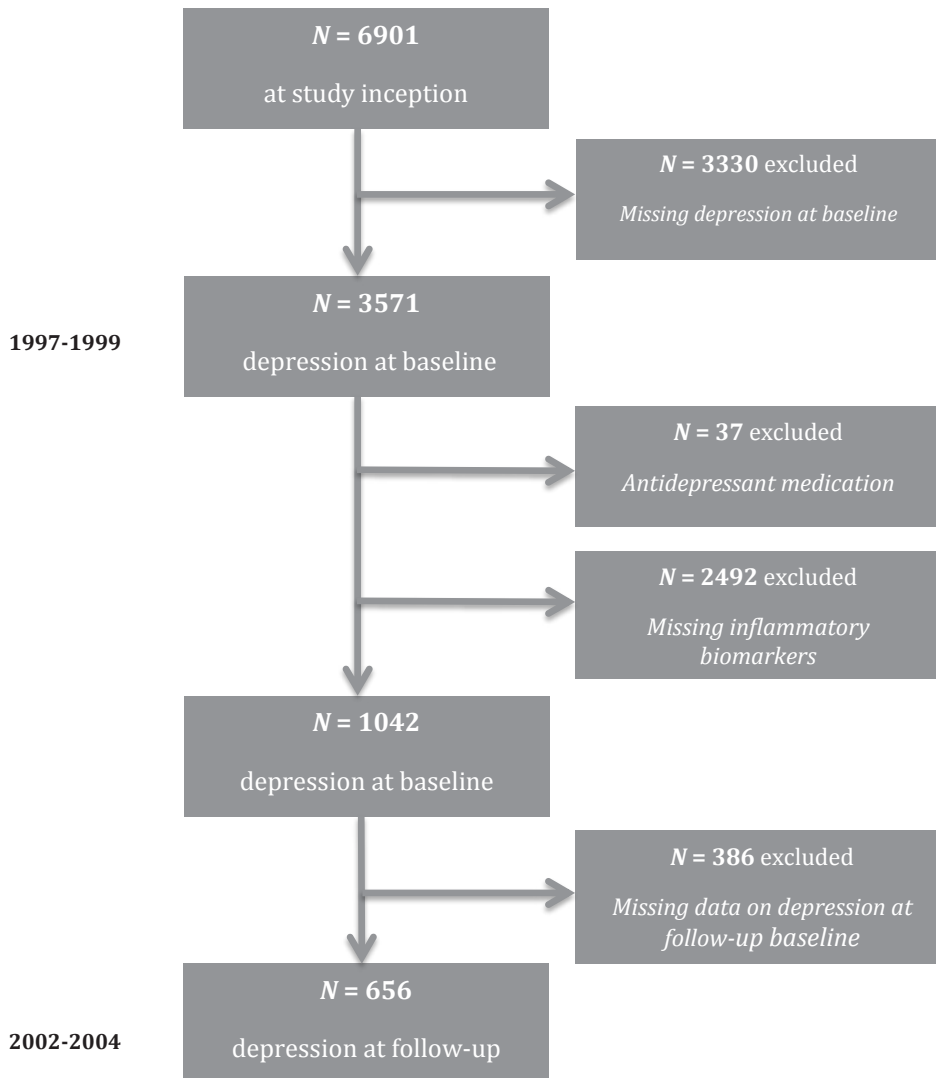 N = 6901
at study inception
N = 3330 excluded
Missing depression at baseline
N = 3571
1997-1999
depression at baseline
N = 37 excluded
Antidepressant medication
N = 2492 excluded
Missing inflammatory
biomarkers
N = 1042
depression at baseline
N = 386 excluded
Missing data on depression at
follow-up baseline
N = 656
2002-2004
depression at follow-up